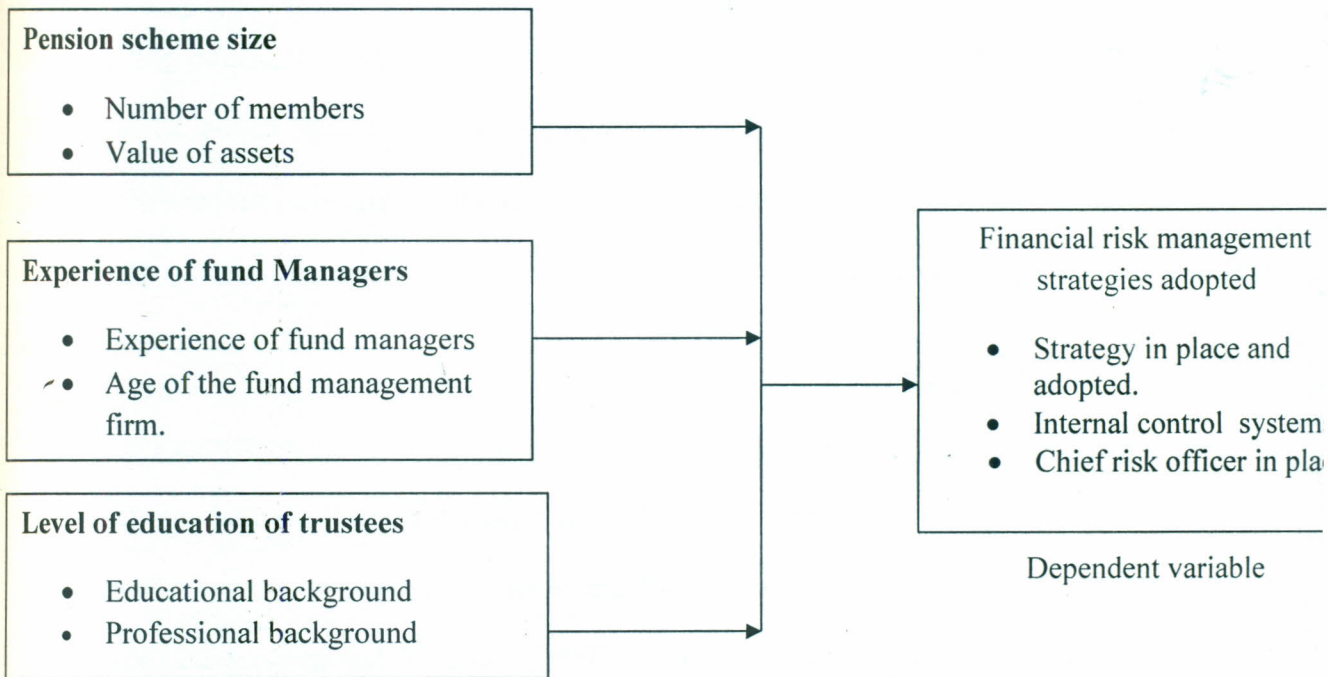 Pension scheme size
• Number of members
• Value of assets
Experience of fund Managers
• Experience of fund managers
• Age of the fund management
firm.
Level of education of trustees
• Educational background
• Professional background
Financial risk management
strategies adopted
• Strategy in place and
adopted.
• Internal control system
• Chief risk officer in
Dependent variable